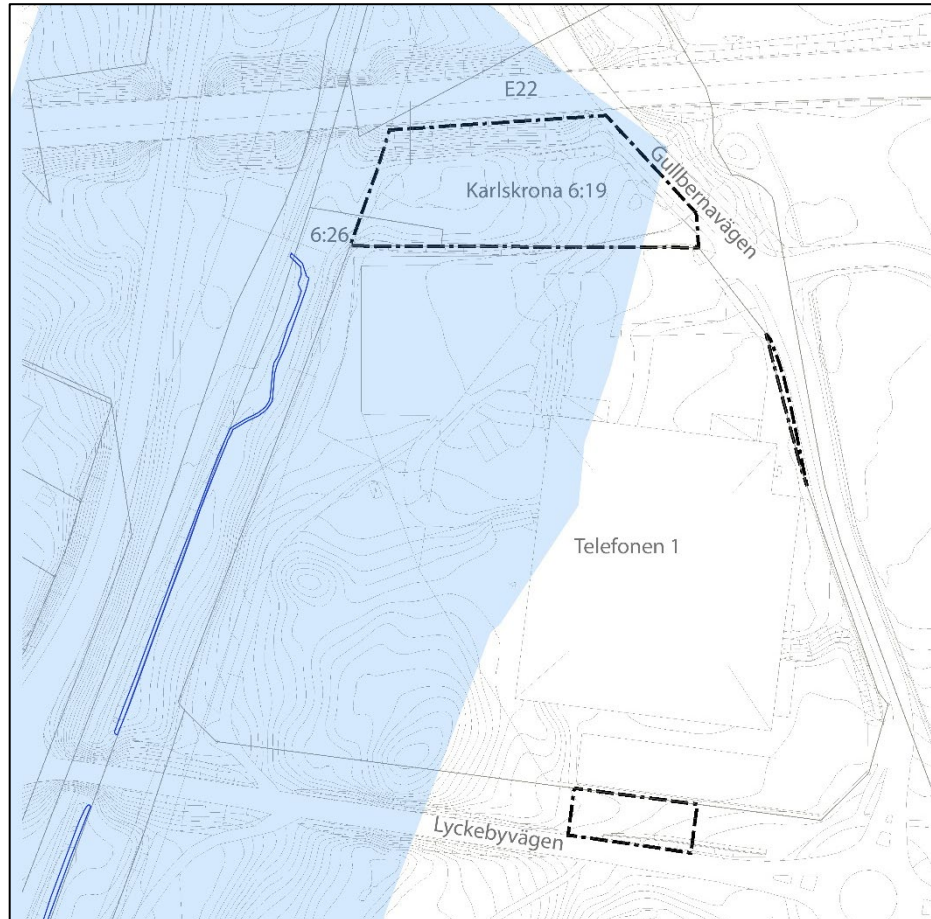 E22
Gullbernavägen
Karlskrona 6:19
6:26
Telefonen 1
Lyckebyvägen